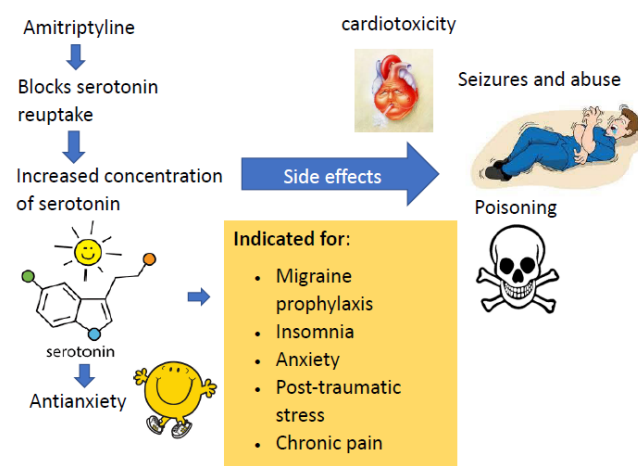 Amitriptyline
Blocks serotonin
reuptake
Increased concentration
of serotonin
serotonin
Antianxiety
Side effects
cardiotoxicity
Seizures and abuse
Poisoning
Indicated for:
• Migraine
prophylaxis
• Insomnia
• Anxiety
• Post-traumatic
stress
• Chronic pain